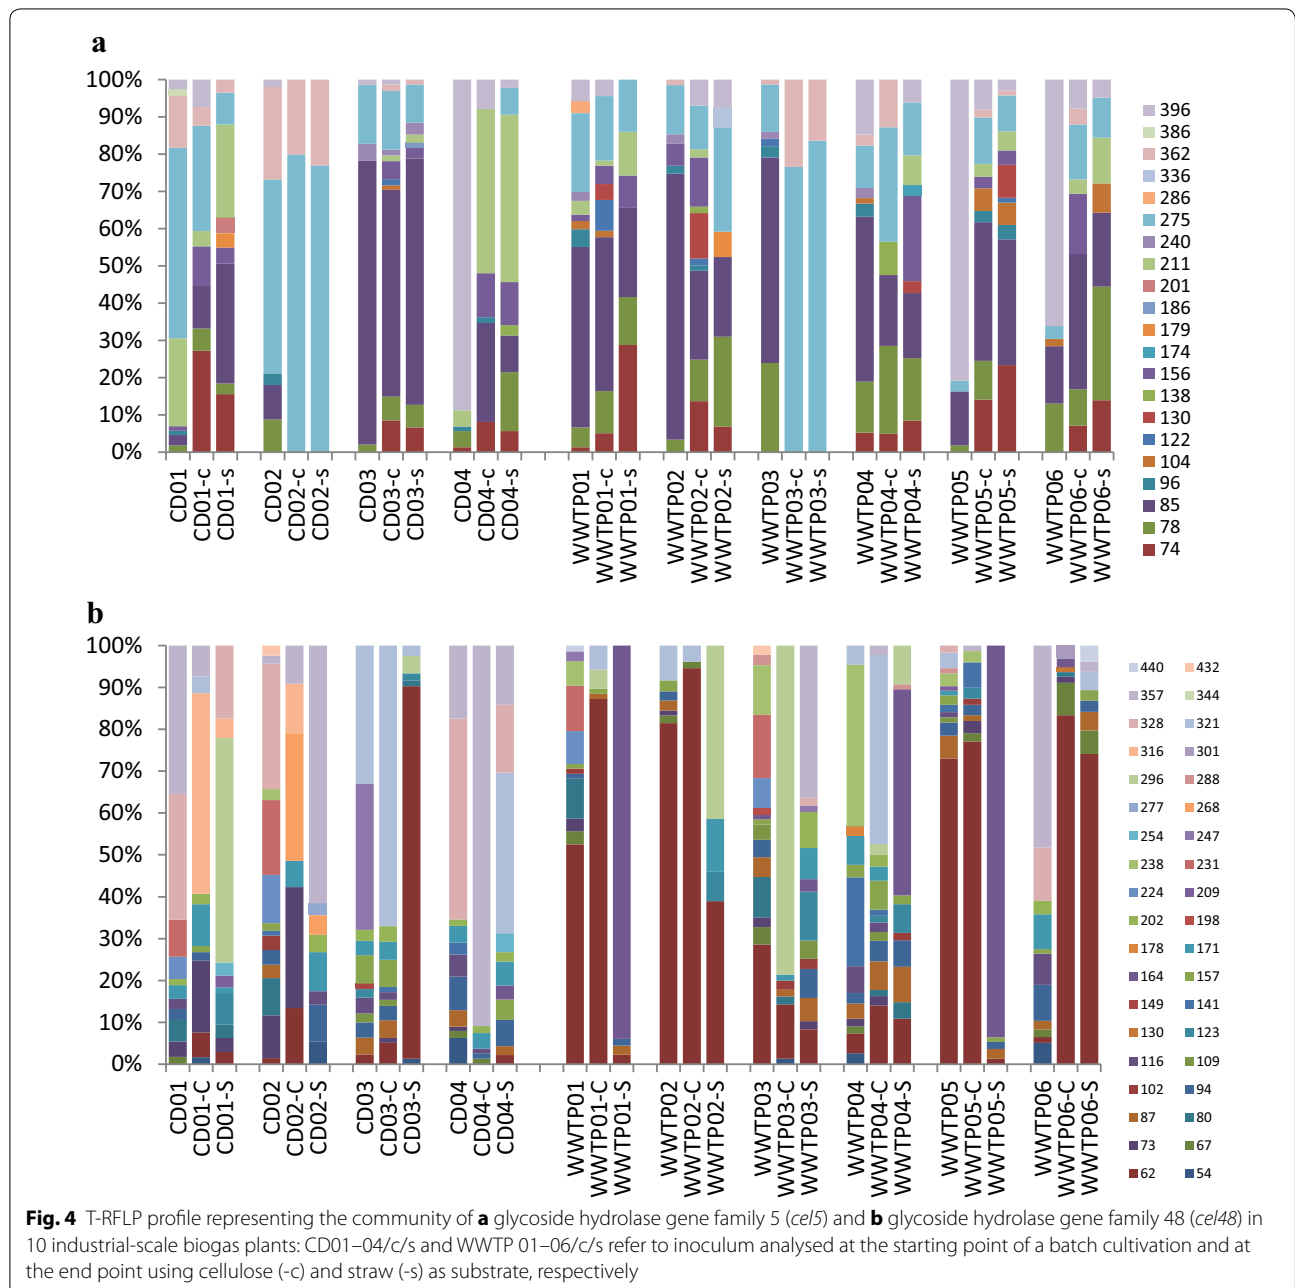 a
100%
90%
80%
70%
60%
50%
40%
30%
20%
10%
0%
CD01
CD01-c
CD01-s
CD02
CD02-c
CD02-s
CD03
CD03-c
CD03-s
CD04
CD04-c
CD04-s
WWTP01
WWTP01-c
WWTP01-s
WWTP02
WWTP02-c
WWTP02-s
WWTP03
WWTP03-c
WWTP03-s
WWTP04
WWTP04-c
WWTP04-s
WWTP05
WWTP05-c
WWTP05-s
WWTP06
WWTP06-c
WWTP06-s
396
386
362
336
286
275
240
211
201
186
179
174
156
138
130
122
104
96
85
78
74
b
100%
90%
80%
70%
60%
50%
40%
30%
20%
10%
0%
CD01
CD01-C
CD01-S
CD02
CD02-C
CD02-S
CD03
CD03-C
CD03-S
CD04
CD04-C
CD04-S
WWTP01
WWTP01-C
WWTP01-S
WWTP02
WWTP02-C
WWTP02-S
WWTP03
WWTP03-C
WWTP03-S
WWTP04
WWTP04-C
WWTP04-S
WWTP05
WWTP05-C
WWTP05-S
WWTP06
WWTP06-C
WWTP06-S
440 432
357 344
328 321
316 301
296 288
277 268
254 247
238 231
224 209
202 198
178 171
164 157
149 141
130 123
116 109
102 94
87 80
73 67
62 54
Fig. 4 T-RFLP profile representing the community of a glycoside hydrolase gene family 5 (cel5) and b glycoside hydrolase gene family 48 (cel48) in
10 industrial-scale biogas plants: CD01–04/c/s and WWTP 01–06/c/s refer to inoculum analysed at the starting point of a batch cultivation and at
the end point using cellulose (-c) and straw (-s) as substrate, respectively